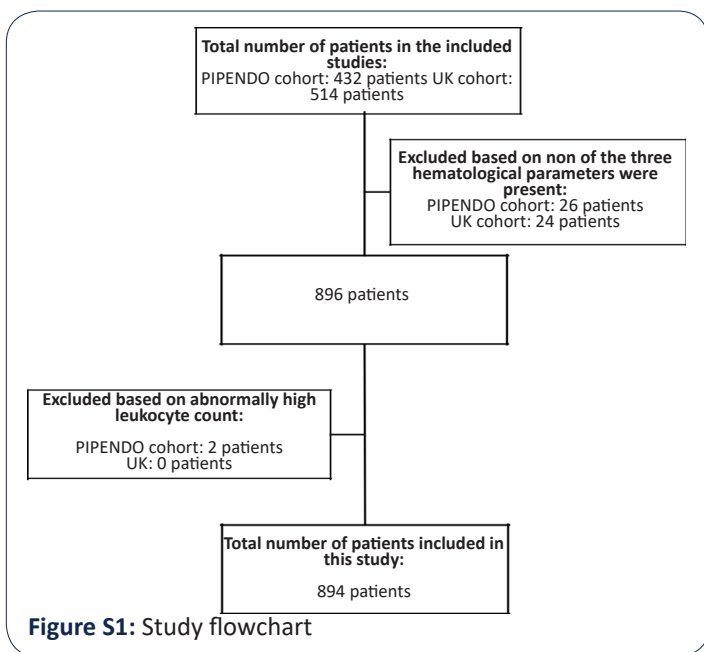 Total number of patients in the included
studies:
PIPENDO cohort: 432 patients UK cohort:
514 patients
Excluded based on non of the three
hematological parameters were
present:
PIPENDO cohort: 26 patients
UK cohort: 24 patients
896 patients
Excluded based on abnormally high
leukocyte count:
PIPENDO cohort: 2 patients
UK: 0 patients
Total number of patients included in
this study:
894 patients
Figure S1: Study flowchart